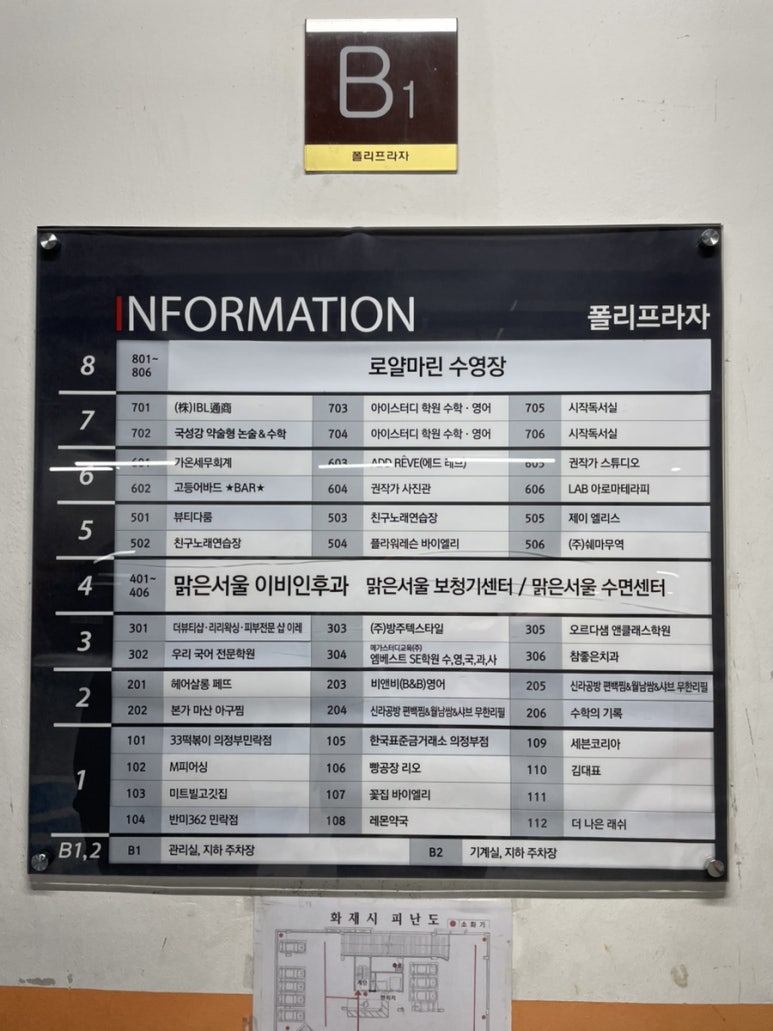 B1
폴리프라자
INFORMATION
폴리프라자
8 801~806 로얄마린 수영장
7
701 (株)IBL通商 703 아이스터디 학원 수학·영어 705 시작독서실
702 국성강 약술형 논술&수학 704 아이스터디 학원 수학·영어 706 시작독서실
6
601 가온세무회계 603 ADD RÊVE(에드 레브) 605 권작가 스튜디오
602 고등어바드 ★BAR★ 604 권작가 사진관 606 LAB 아로마테라피
5
501 뷰티다움 503 친구노래연습장 505 제이 엘리스
502 친구노래연습장 504 플라워레슨 바이엘리 506 (주)쉐마무역
4 401~406 맑은서울 이비인후과 맑은서울 보청기센터 / 맑은서울 수면센터
3
301 더뷰티샵·리리왁싱·피부전문 샵 이레 303 (주)방주텍스타일 305 오르다샘 앤클래스학원
302 우리 국어 전문학원 304 메가스터디교육(주) 엠베스트 SE학원 수,영,국,과,사 306 참좋은치과
2
201 헤어살롱 페뜨 203 비앤비(B&B)영어 205 신라공방 편백찜&월남쌈&샤브 무한리필
202 본가 마산 아구찜 204 신라공방 편백찜&월남쌈&샤브 무한리필 206 수학의 기록
1
101 33떡볶이 의정부민락점 105 한국표준금거래소 의정부점 109 세븐코리아
102 M피어싱 106 빵공장 리오 110 김대표
103 미트빌고깃집 107 꽃집 바이엘리 111
104 반미362 민락점 108 레몬약국 112 더 나은 래쉬
B1,2 B1 관리실, 지하 주차장 B2 기계실, 지하 주차장
화재시 피난도
소화기